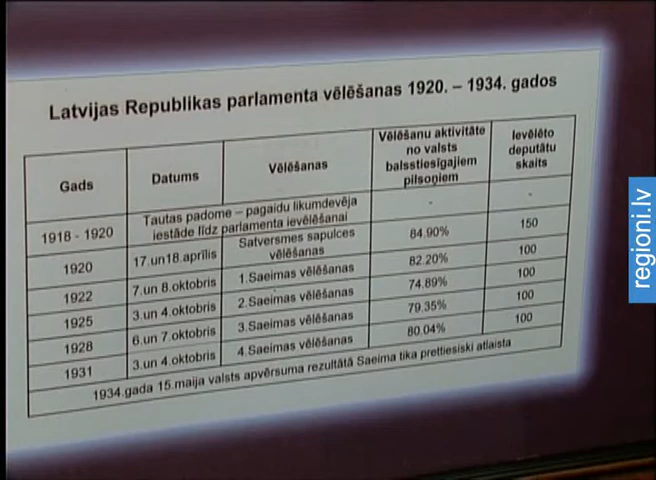 Latvijas Republikas parlamenta vēlēšanas 1920. – 1934. gados
Gads
Datums
Vēlēšanas
Vēlēšanu aktivitāte
no valsts
balsstiesīgajiem
pilsoņiem
Ievēlēto
deputātu
skaits
1918 - 1920
Tautas padome – pagaidu likumdevēja
iestāde līdz parlamenta ievēlēšanai
-
-
1920
17.un18.aprīlis
Satversmes sapulces
vēlēšanas
84.90%
150
1922
7.un 8.oktobris
1.Saeimas vēlēšanas
82.20%
100
1925
3.un 4.oktobris
2.Saeimas vēlēšanas
74.89%
100
1928
6.un 7.oktobris
3.Saeimas vēlēšanas
79.35%
100
1931
3.un 4.oktobris
4.Saeimas vēlēšanas
80.04%
100
1934.gada 15.maija valsts apvērsuma rezultātā Saeima tika prettiesiski atlaista
regioni.lv